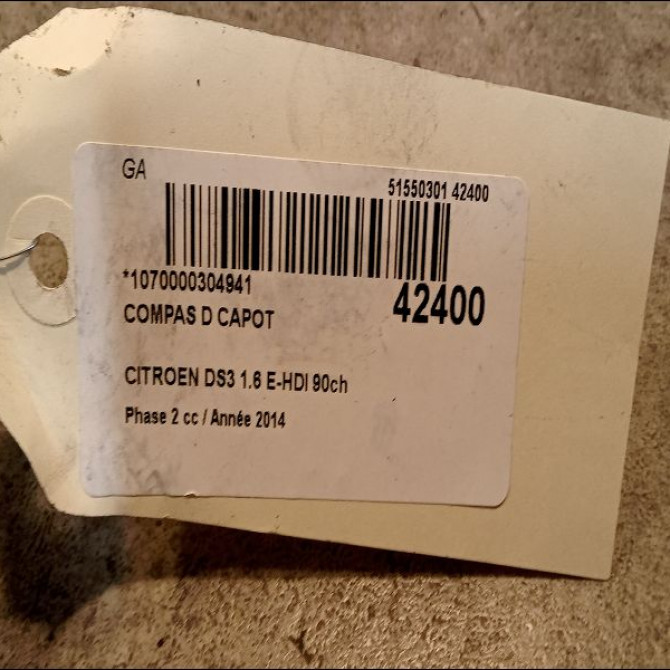 GA
51550301 42400
*1070000304941
42400
COMPAS D CAPOT
CITROEN DS3 1.6 E-HDI 90ch
Phase 2 cc / Année 2014